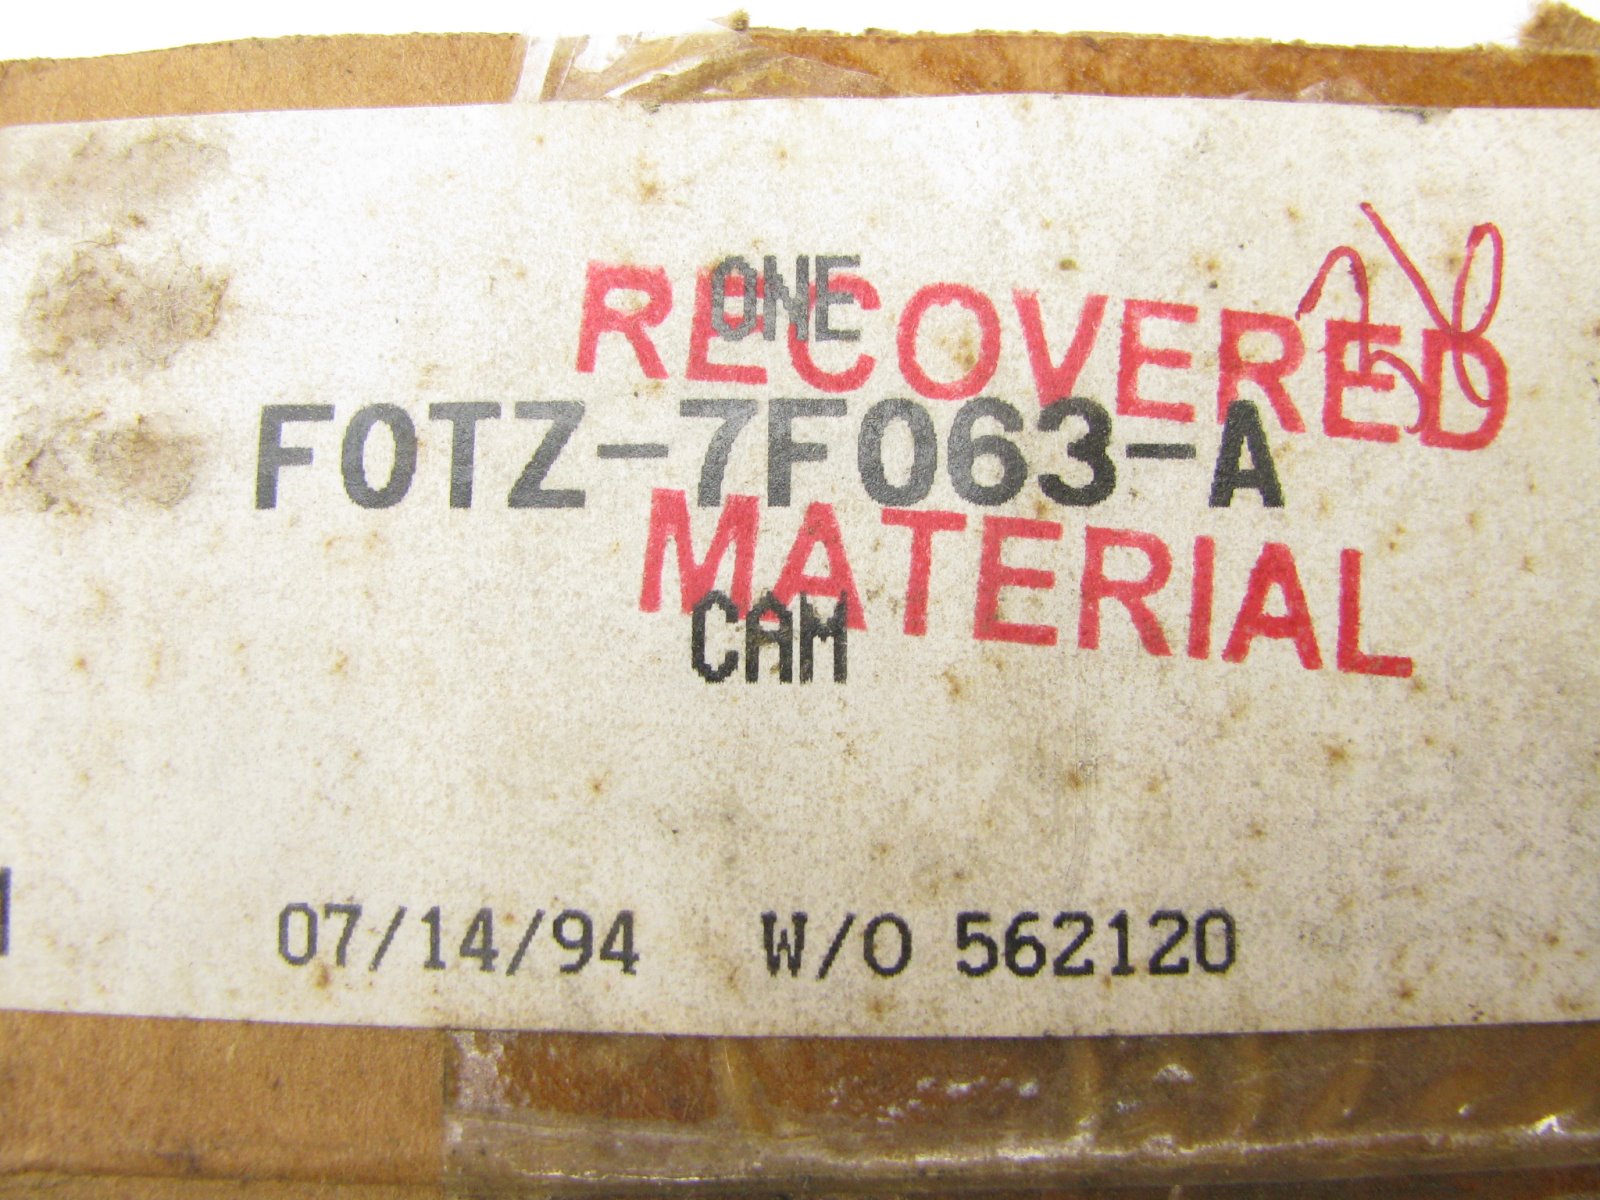 ONE
RECOVERED
F0TZ-7F063-A
MATERIAL
CAM
07/14/94 W/O 562120